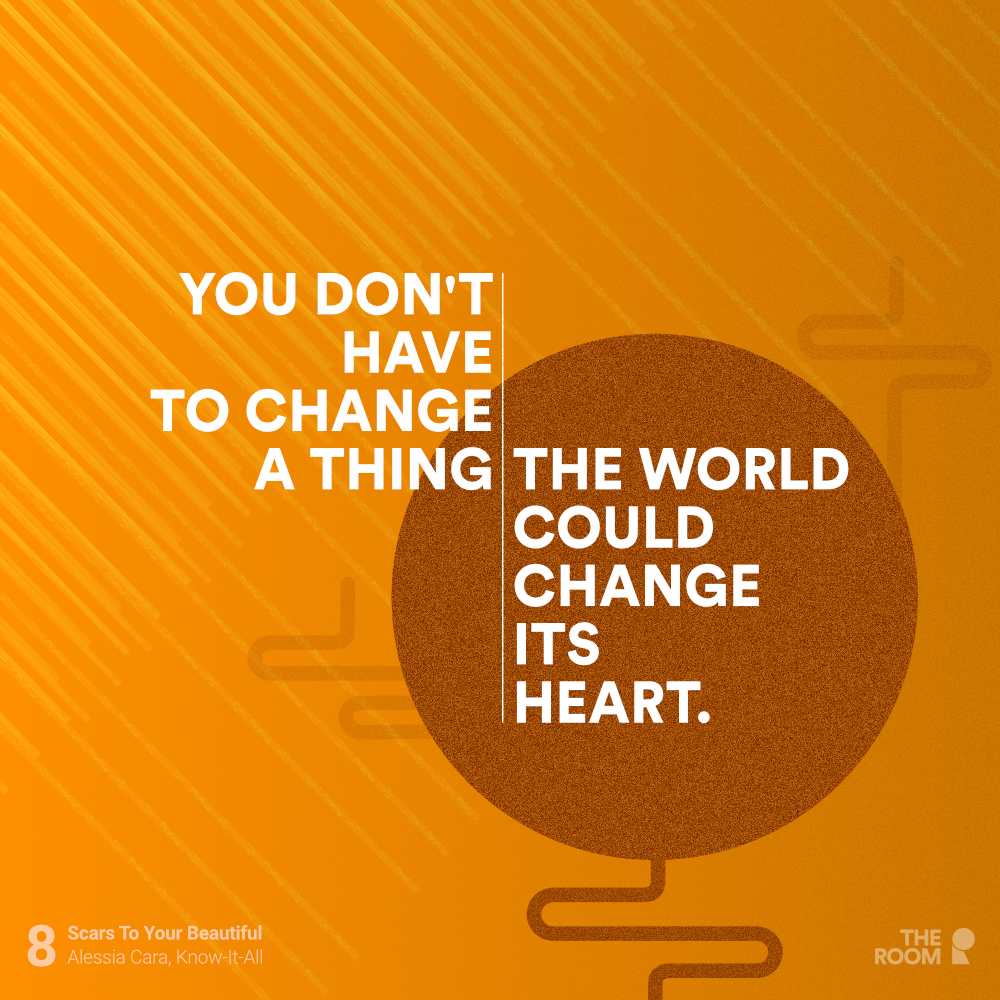 YOU DON'T
HAVE
TO CHANGE
A THING
THE WORLD
COULD
CHANGE
ITS
HEART.
8
Scars To Your Beautiful
Alessia Cara, Know-It-All
THE
ROOM